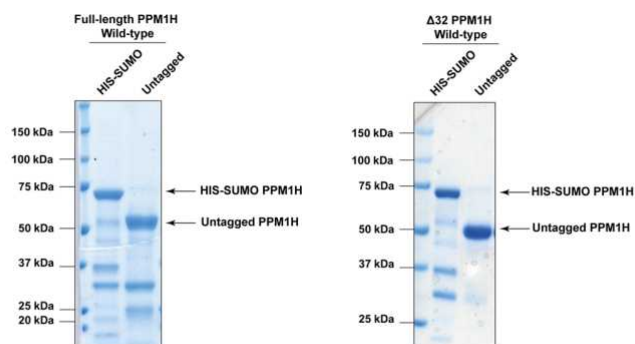 Full-length PPM1H
Wild-type
HIS-SUMO
Untagged
150 kDa
100 kDa
75 kDa
50 kDa
37 kDa
25 kDa
20 kDa
HIS-SUMO PPM1H
Untagged PPM1H
Δ32 PPM1H
Wild-type
HIS-SUMO
Untagged
150 kDa
100 kDa
75 kDa
50 kDa
37 kDa
25 kDa
HIS-SUMO PPM1H
Untagged PPM1H